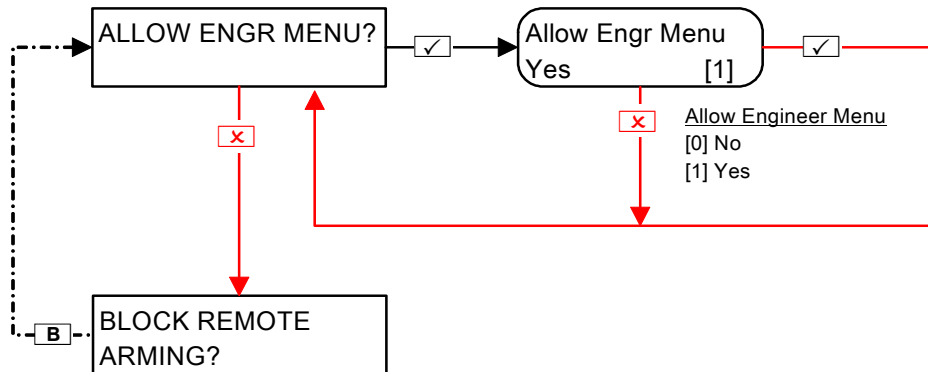 ALLOW ENGR MENU?
✓
Allow Engr Menu
Yes [1]
✓
x
x
Allow Engineer Menu
[0] No
[1] Yes
BLOCK REMOTE
ARMING?
B